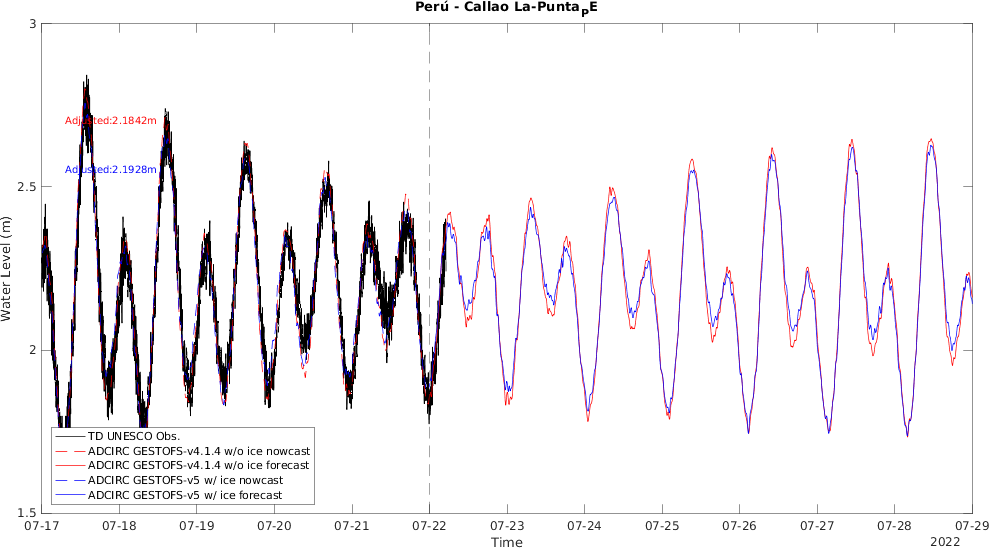 Perú - Callao La-PuntapE
3
2.5
2
1.5
Water Level (m)
Adjusted:2.1842m
Adjusted:2.1928m
TD UNESCO Obs.
ADCIRC GESTOFS-v4.1.4 w/o ice nowcast
ADCIRC GESTOFS-v4.1.4 w/o ice forecast
ADCIRC GESTOFS-v5 w/ ice nowcast
ADCIRC GESTOFS-v5 w/ ice forecast
07-17 07-18 07-19 07-20 07-21 07-22 07-23 07-24 07-25 07-26 07-27 07-28 07-29
Time
2022